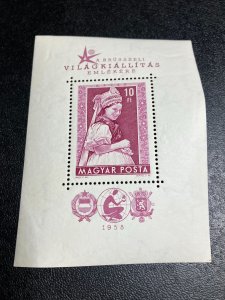 A BRÜSSZELI
VILÁGKIÁLLÍTÁS
EMLÉKÉRE
10
Ft
MAGYAR POSTA
1958